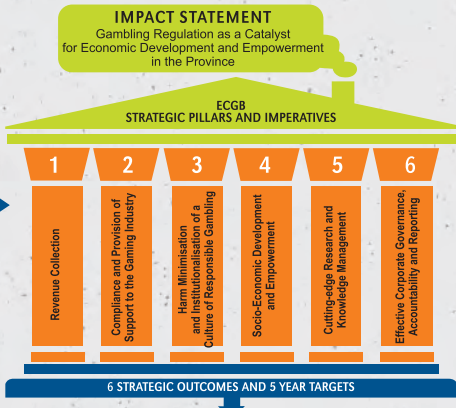 IMPACT STATEMENT
Gambling Regulation as a Catalyst
for Economic Development and Empowerment
in the Province
ECGB
STRATEGIC PILLARS AND IMPERATIVES
1
2
3
4
5
6
Revenue Collection
Compliance and Provision of
Support to the Gaming Industry
Harm Minimisation
and Institutionalisation of a
Culture of Responsible Gambling
Socio-Economic Development
and Empowerment
Cutting-edge Research and
Knowledge Management
Effective Corporate Governance,
Accountability and Reporting
6 STRATEGIC OUTCOMES AND 5 YEAR TARGETS